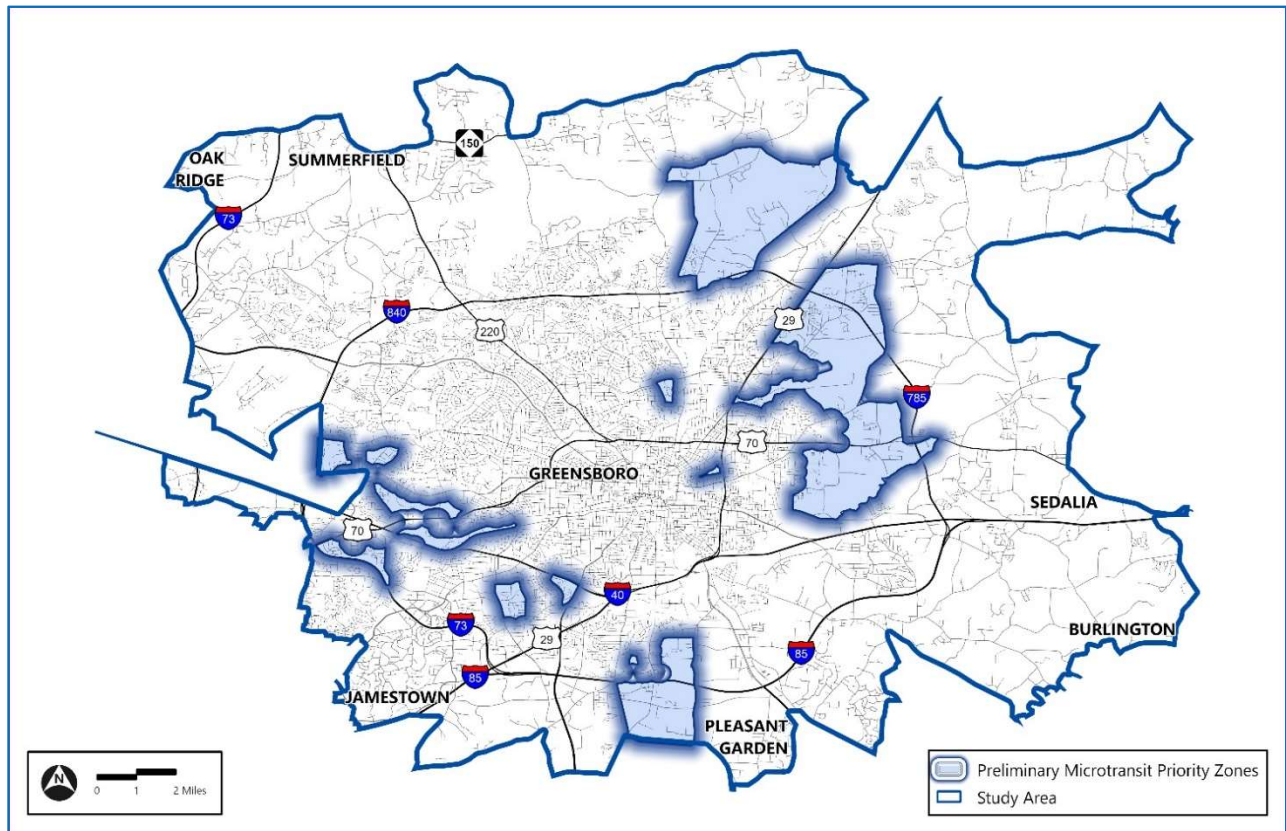 150
OAK
RIDGE
SUMMERFIELD
73
840
220
29
785
70
GREENSBORO
SEDALIA
70
40
73
29
BURLINGTON
85
85
JAMESTOWN
PLEASANT
GARDEN
N
0 1 2 Miles
Preliminary Microtransit Priority Zones
Study Area